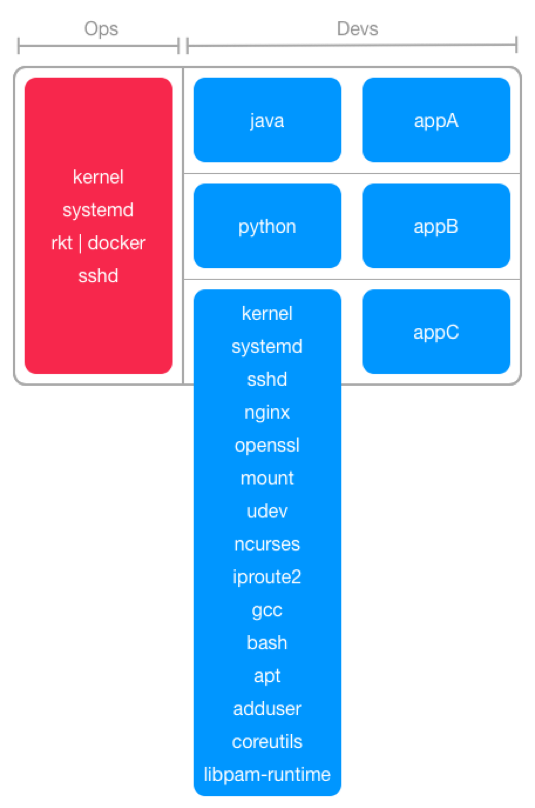 Ops
Devs
kernel
systemd
rkt | docker
sshd
java
appA
python
appB
kernel
systemd
sshd
nginx
openssl
mount
udev
ncurses
iproute2
gcc
bash
apt
adduser
coreutils
libpam-runtime
appC